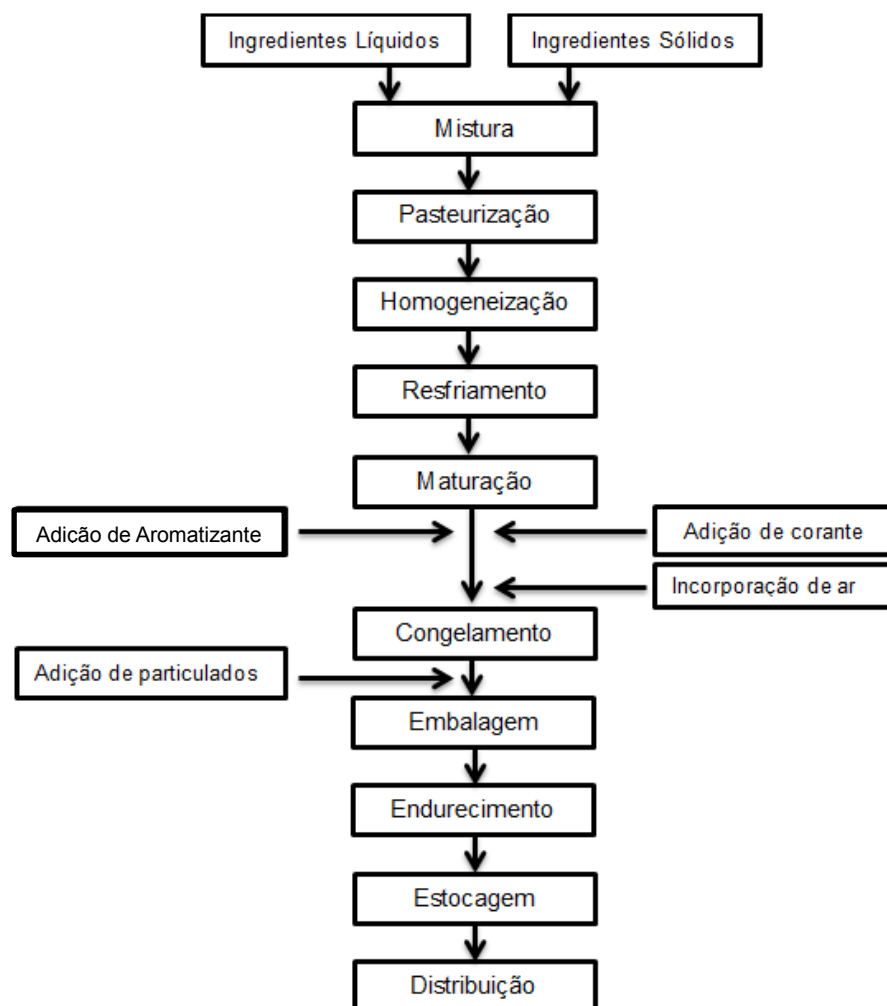 Ingredientes Líquidos
Ingredientes Sólidos
Mistura
Pasteurização
Homogeneização
Resfriamento
Maturação
Adição de Aromatizante
Adição de corante
Incorporação de ar
Congelamento
Adição de particulados
Embalagem
Endurecimento
Estocagem
Distribuição